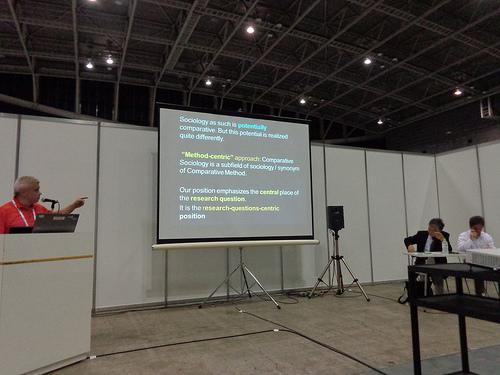 Sociology as such is potentially
comparative. But this potential is realized
quite differently.
"Method-centric" approach: Comparative
Sociology is a subfield of sociology / synonym
of Comparative Method.
Our position emphasizes the central place of
the research question.
It is the research-questions-centric
position